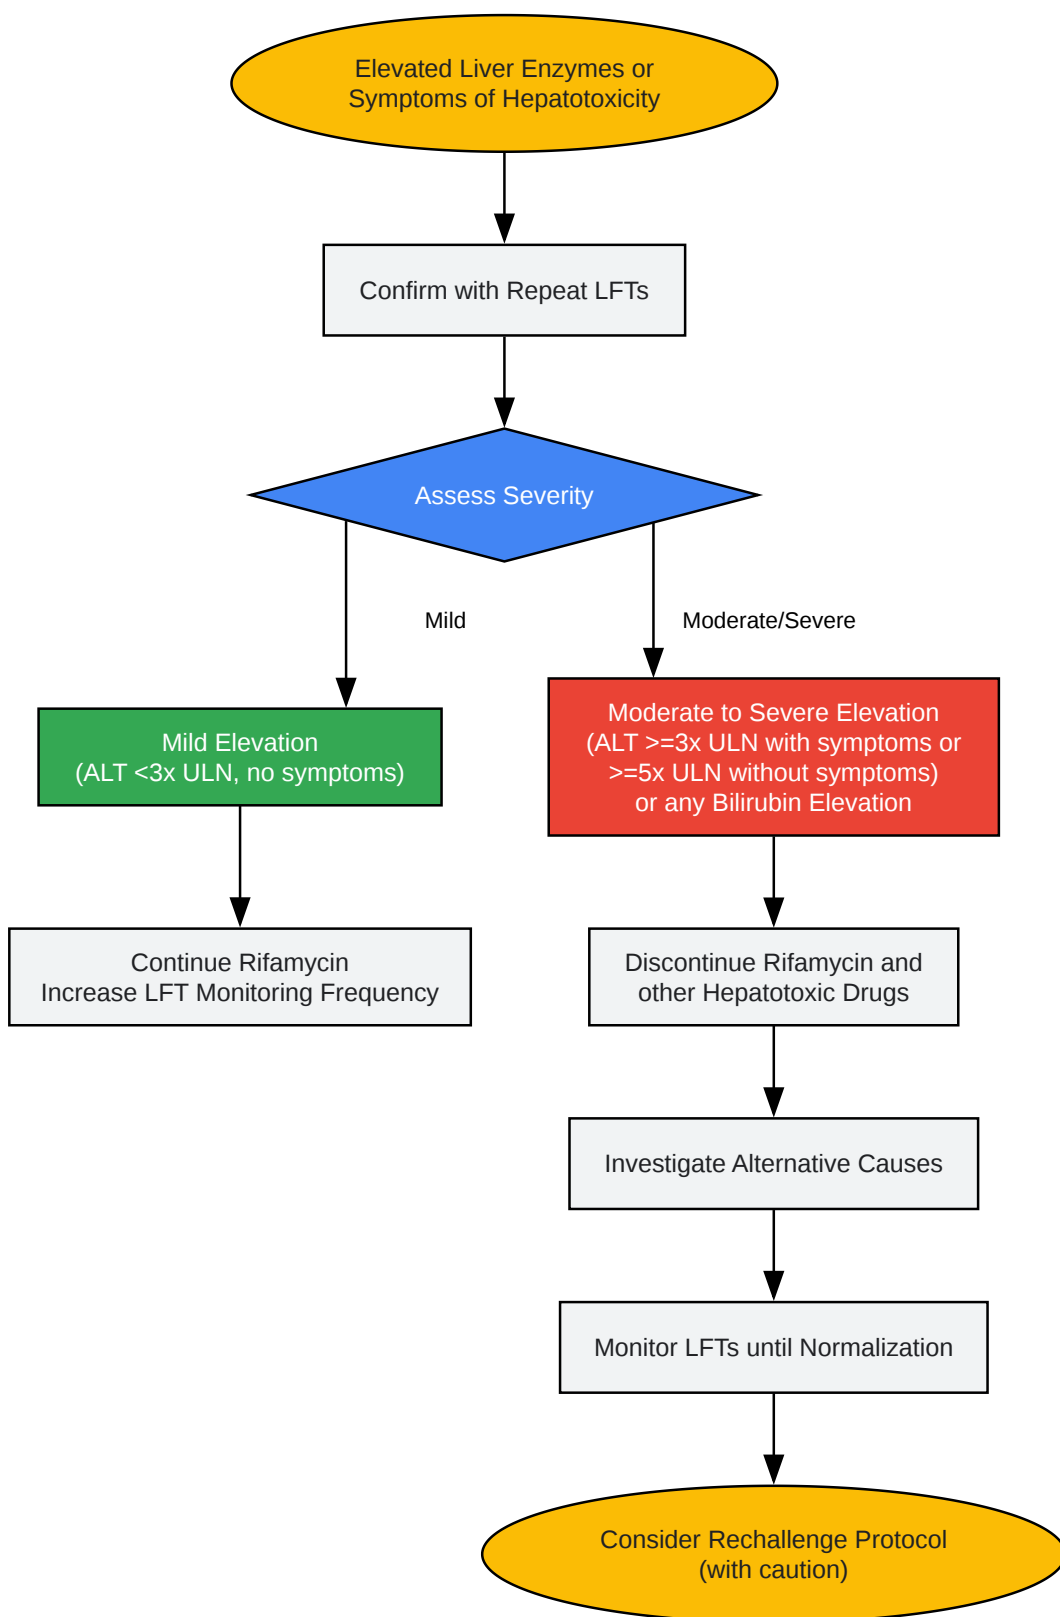 Elevated Liver Enzymes or
Symptoms of Hepatotoxicity
Confirm with Repeat LFTs
Assess Severity
Mild
Moderate/Severe
Mild Elevation
(ALT <3x ULN, no symptoms)
Moderate to Severe Elevation
(ALT >=3x ULN with symptoms or
>=5x ULN without symptoms)
or any Bilirubin Elevation
Continue Rifamycin
Increase LFT Monitoring Frequency
Discontinue Rifamycin and
other Hepatotoxic Drugs
Investigate Alternative Causes
Monitor LFTs until Normalization
Consider Rechallenge Protocol
(with caution)